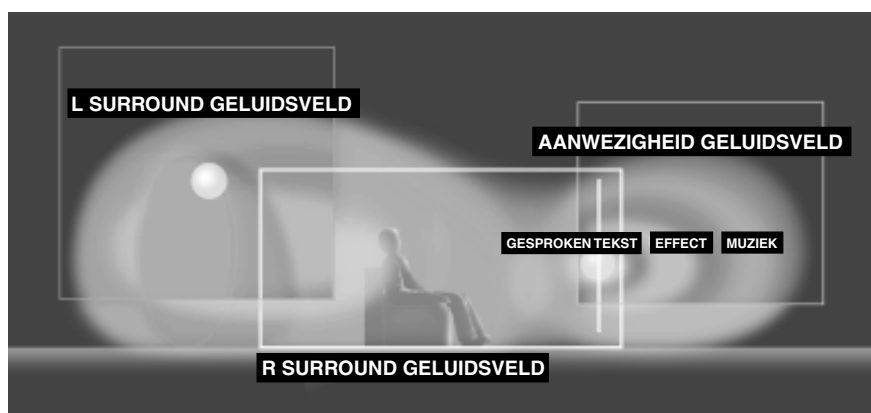 L SURROUND GELUIDSVELD
AANWEZIGHEID GELUIDSVELD
GESPROKEN TEKST
EFFECT
MUZIEK
R SURROUND GELUIDSVELD